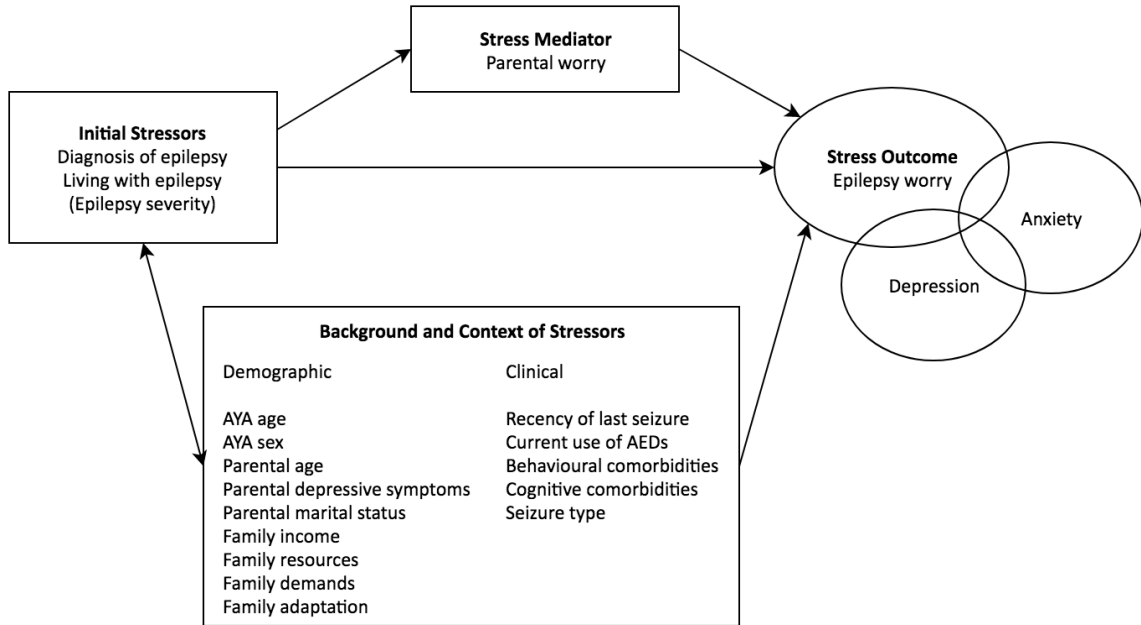 Stress Mediator
Parental worry
Initial Stressors
Diagnosis of epilepsy
Living with epilepsy
(Epilepsy severity)
Stress Outcome
Epilepsy worry
Anxiety
Depression
Background and Context of Stressors
Demographic
AYA age
AYA sex
Parental age
Parental depressive symptoms
Parental marital status
Family income
Family resources
Family demands
Family adaptation
Clinical
Recency of last seizure
Current use of AEDs
Behavioural comorbidities
Cognitive comorbidities
Seizure type